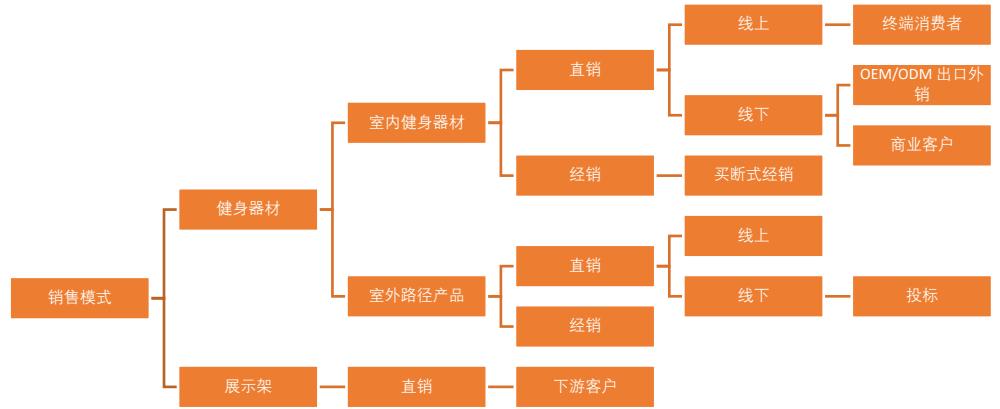 线上
终端消费者
直销
OEM/ODM 出口外
销
线下
室内健身器材
商业客户
经销
买断式经销
健身器材
线上
直销
销售模式
室外路径产品
线下
投标
经销
展示架
直销
下游客户